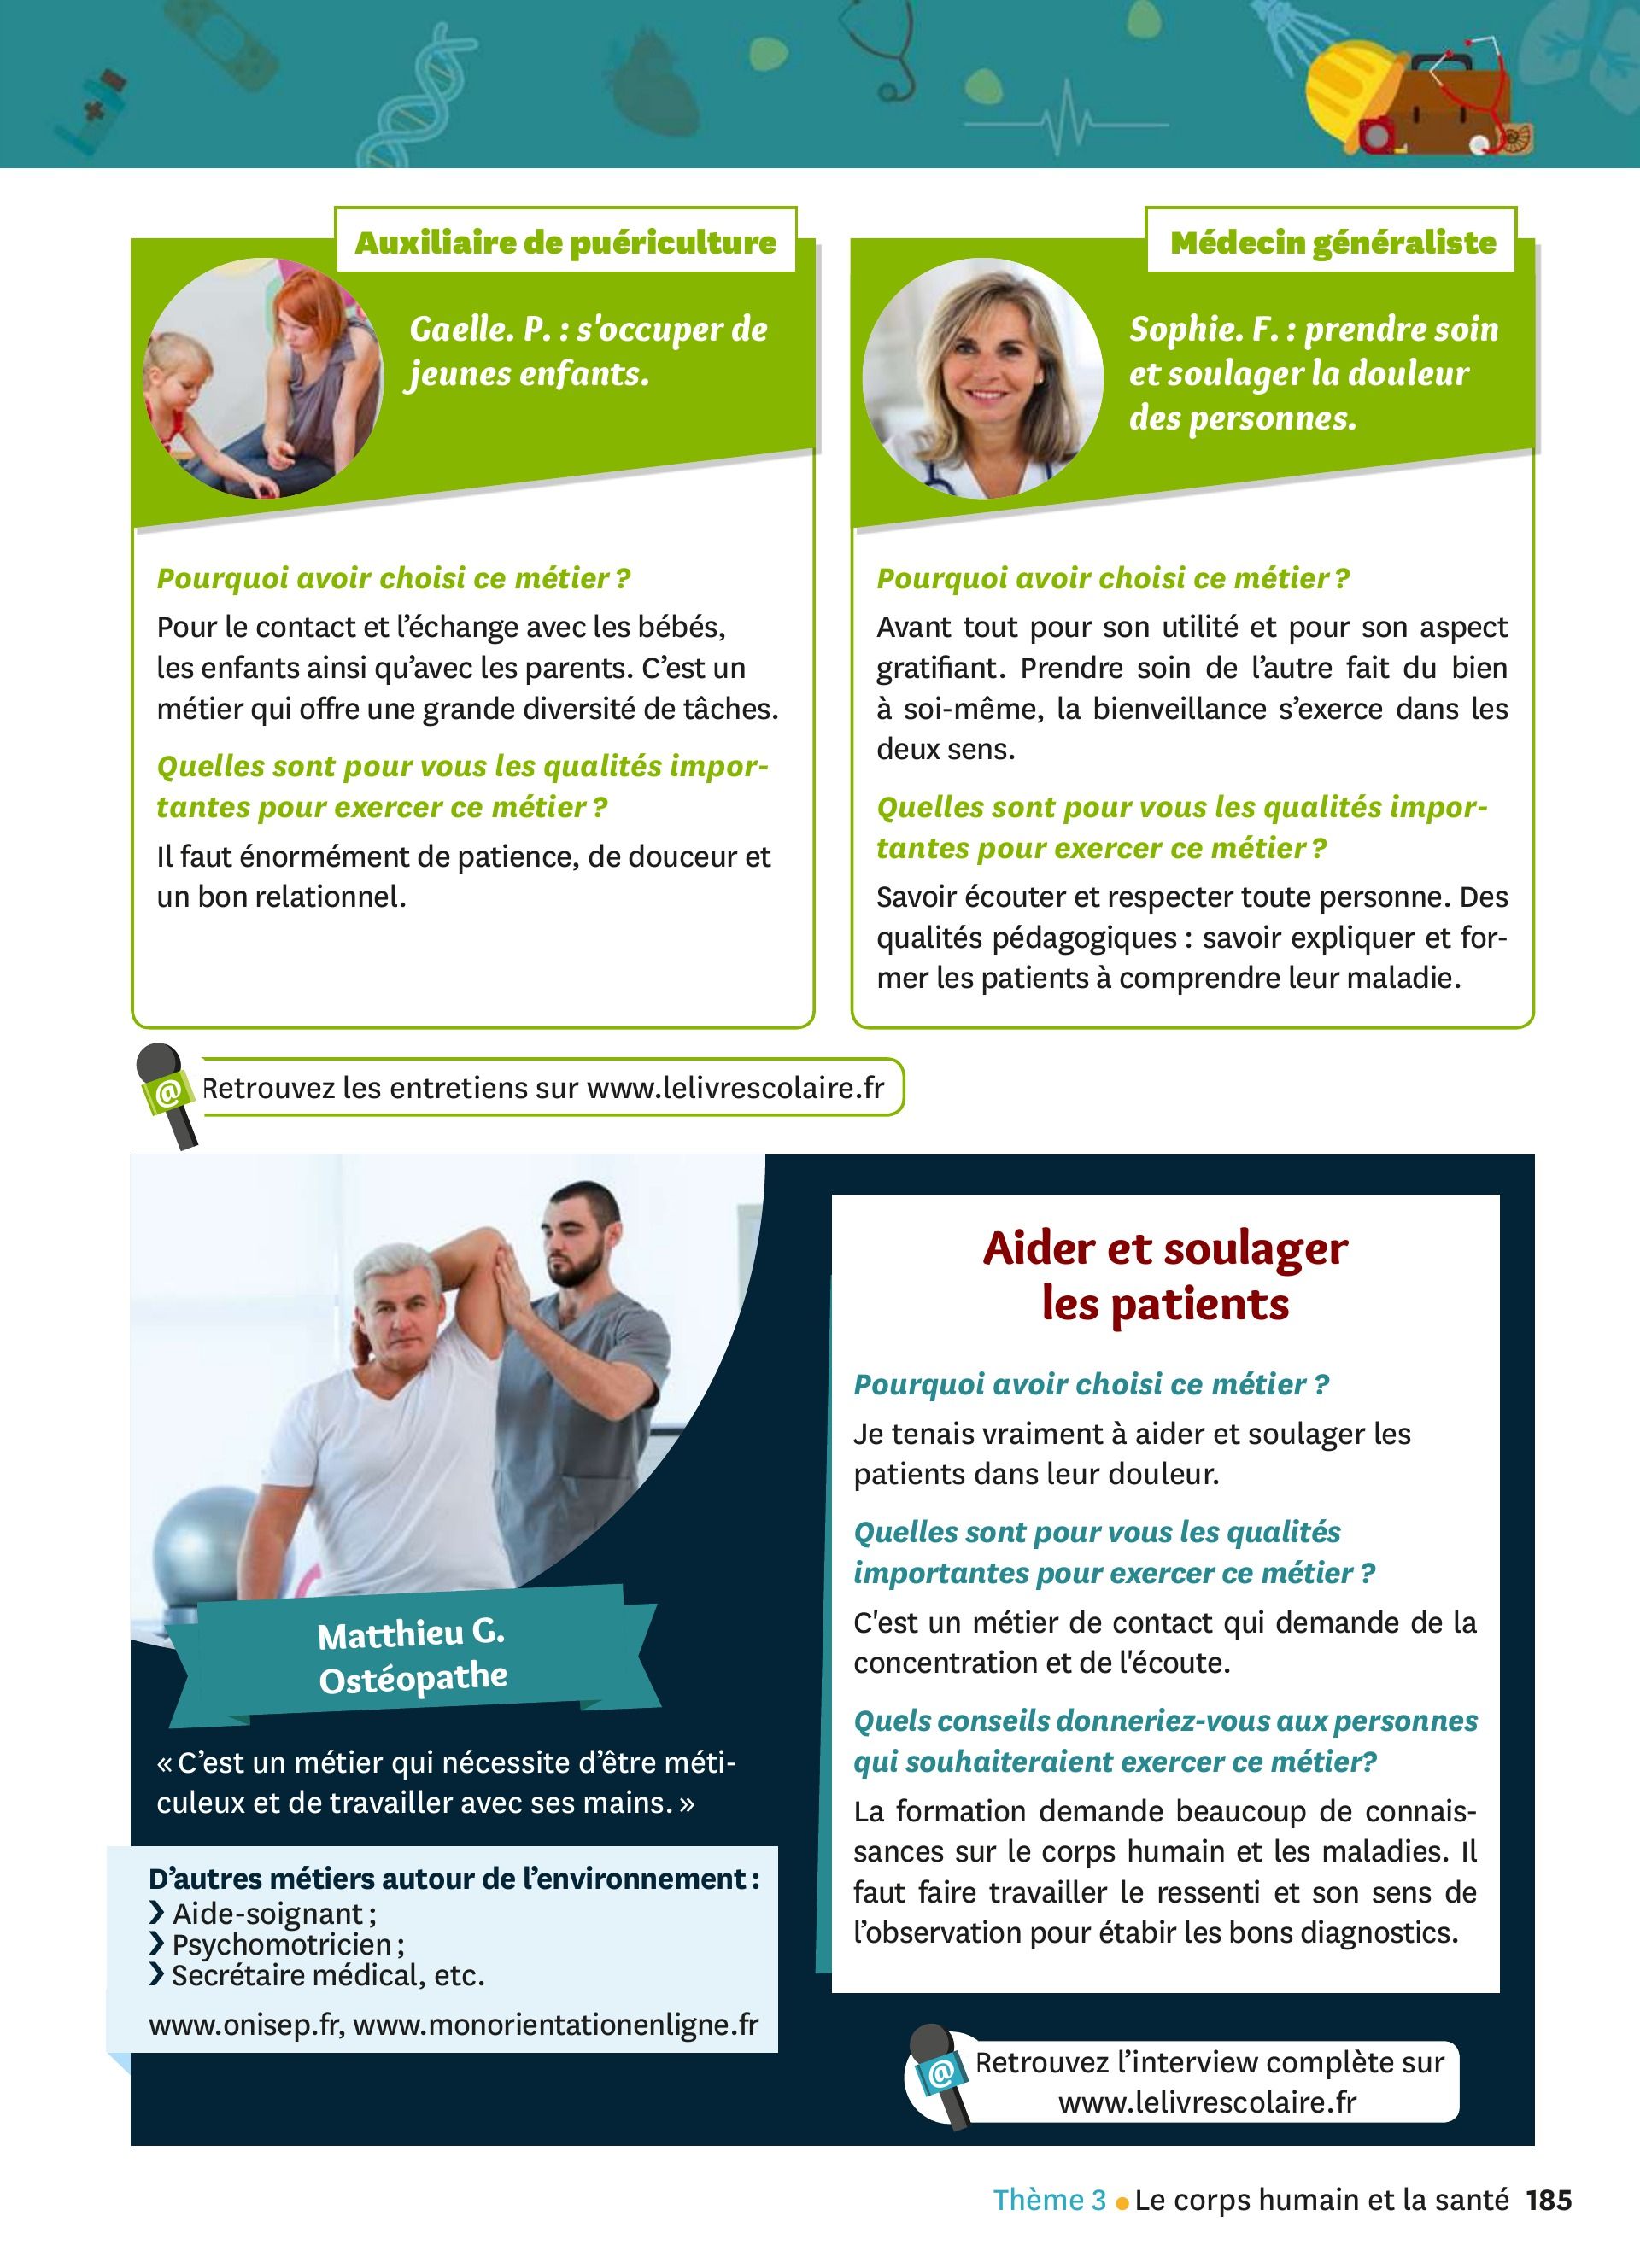 Auxiliaire de puériculture
Gaelle. P. : s'occuper de
jeunes enfants.
Pourquoi avoir choisi ce métier ?
Pour le contact et l’échange avec les bébés,
les enfants ainsi qu’avec les parents. C’est un
métier qui offre une grande diversité de tâches.
Quelles sont pour vous les qualités impor-
tantes pour exercer ce métier ?
Il faut énormément de patience, de douceur et
un bon relationnel.
Médecin généraliste
Sophie. F. : prendre soin
et soulager la douleur
des personnes.
Pourquoi avoir choisi ce métier ?
Avant tout pour son utilité et pour son aspect
gratifiant. Prendre soin de l’autre fait du bien
à soi-même, la bienveillance s’exerce dans les
deux sens.
Quelles sont pour vous les qualités impor-
tantes pour exercer ce métier ?
Savoir écouter et respecter toute personne. Des
qualités pédagogiques : savoir expliquer et for-
mer les patients à comprendre leur maladie.
@ Retrouvez les entretiens sur www.lelivrescolaire.fr
Matthieu G.
Ostéopathe
« C’est un métier qui nécessite d’être méti-
culeux et de travailler avec ses mains. »
D’autres métiers autour de l’environnement :
❯ Aide-soignant ;
❯ Psychomotricien ;
❯ Secrétaire médical, etc.
www.onisep.fr, www.monorientationenligne.fr
Aider et soulager
les patients
Pourquoi avoir choisi ce métier ?
Je tenais vraiment à aider et soulager les
patients dans leur douleur.
Quelles sont pour vous les qualités
importantes pour exercer ce métier ?
C'est un métier de contact qui demande de la
concentration et de l'écoute.
Quels conseils donneriez-vous aux personnes
qui souhaiteraient exercer ce métier?
La formation demande beaucoup de connais-
sances sur le corps humain et les maladies. Il
faut faire travailler le ressenti et son sens de
l’observation pour étabir les bons diagnostics.
@ Retrouvez l’interview complète sur
www.lelivrescolaire.fr
Thème 3 • Le corps humain et la santé 185